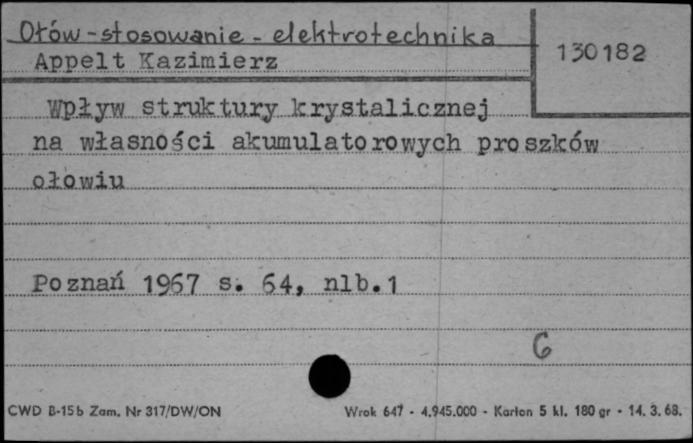 Ołów - stosowanie - elektrotechnika
130182
Appelt Kazimierz
Wpływ struktury krystalicznej
na własności akumulatorowych proszków
ołowiu
Poznań 1967 s. 64, nlb.1
G
CWD B-15b Zam. Nr 317/DW/ON Wrok 647 - 4.945.000 - Karton 5 kl. 180 gr - 14. 3. 68.